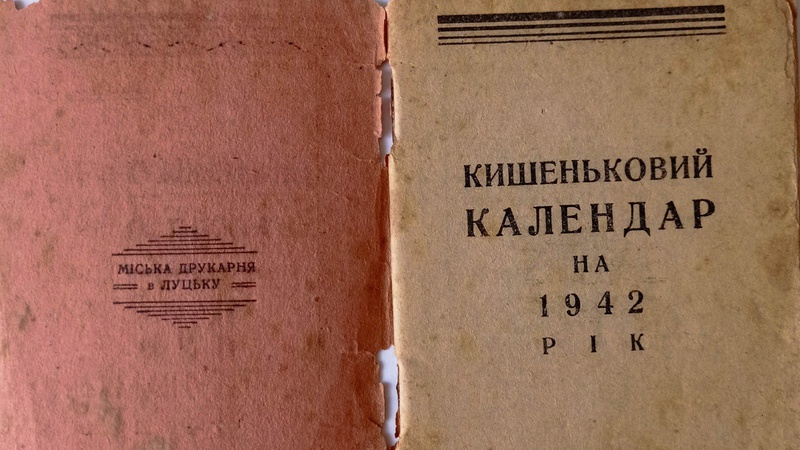 МІСЬКА ДРУКАРНЯ
в ЛУЦЬКУ
КИШЕНЬКОВИЙ
КАЛЕНДАР
НА
1942
РІК